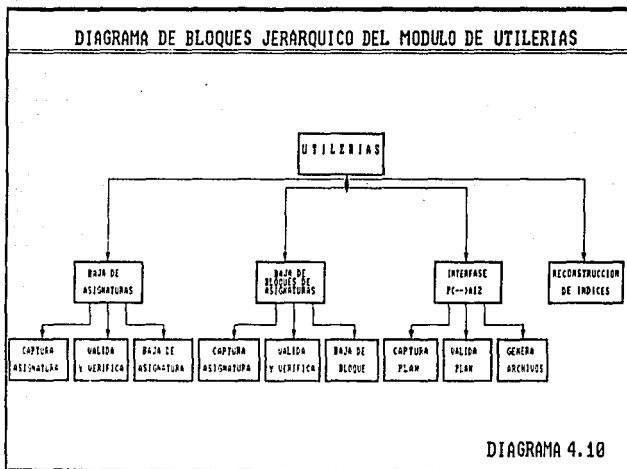 DIAGRAMA DE BLOQUES JERARQUICO DEL MODULO DE UTILERIAS
UTILERIAS
BAJA DE
ASIGNATURAS
BAJA DE
BLOQUES DE
ASIGNATURAS
INTERFASE
PC-->A12
RECONSTRUCCION
DE INDICES
CAPTURA
ASIGNATURA
VALIDA
Y VERIFICA
BAJA DE
ASIGNATURA
CAPTURA
ASIGNATURA
VALIDA
Y VERIFICA
BAJA DE
BLOQUE
CAPTURA
PLAN
VALIDA
PLAN
GENERA
ARCHIVOS
DIAGRAMA 4.10